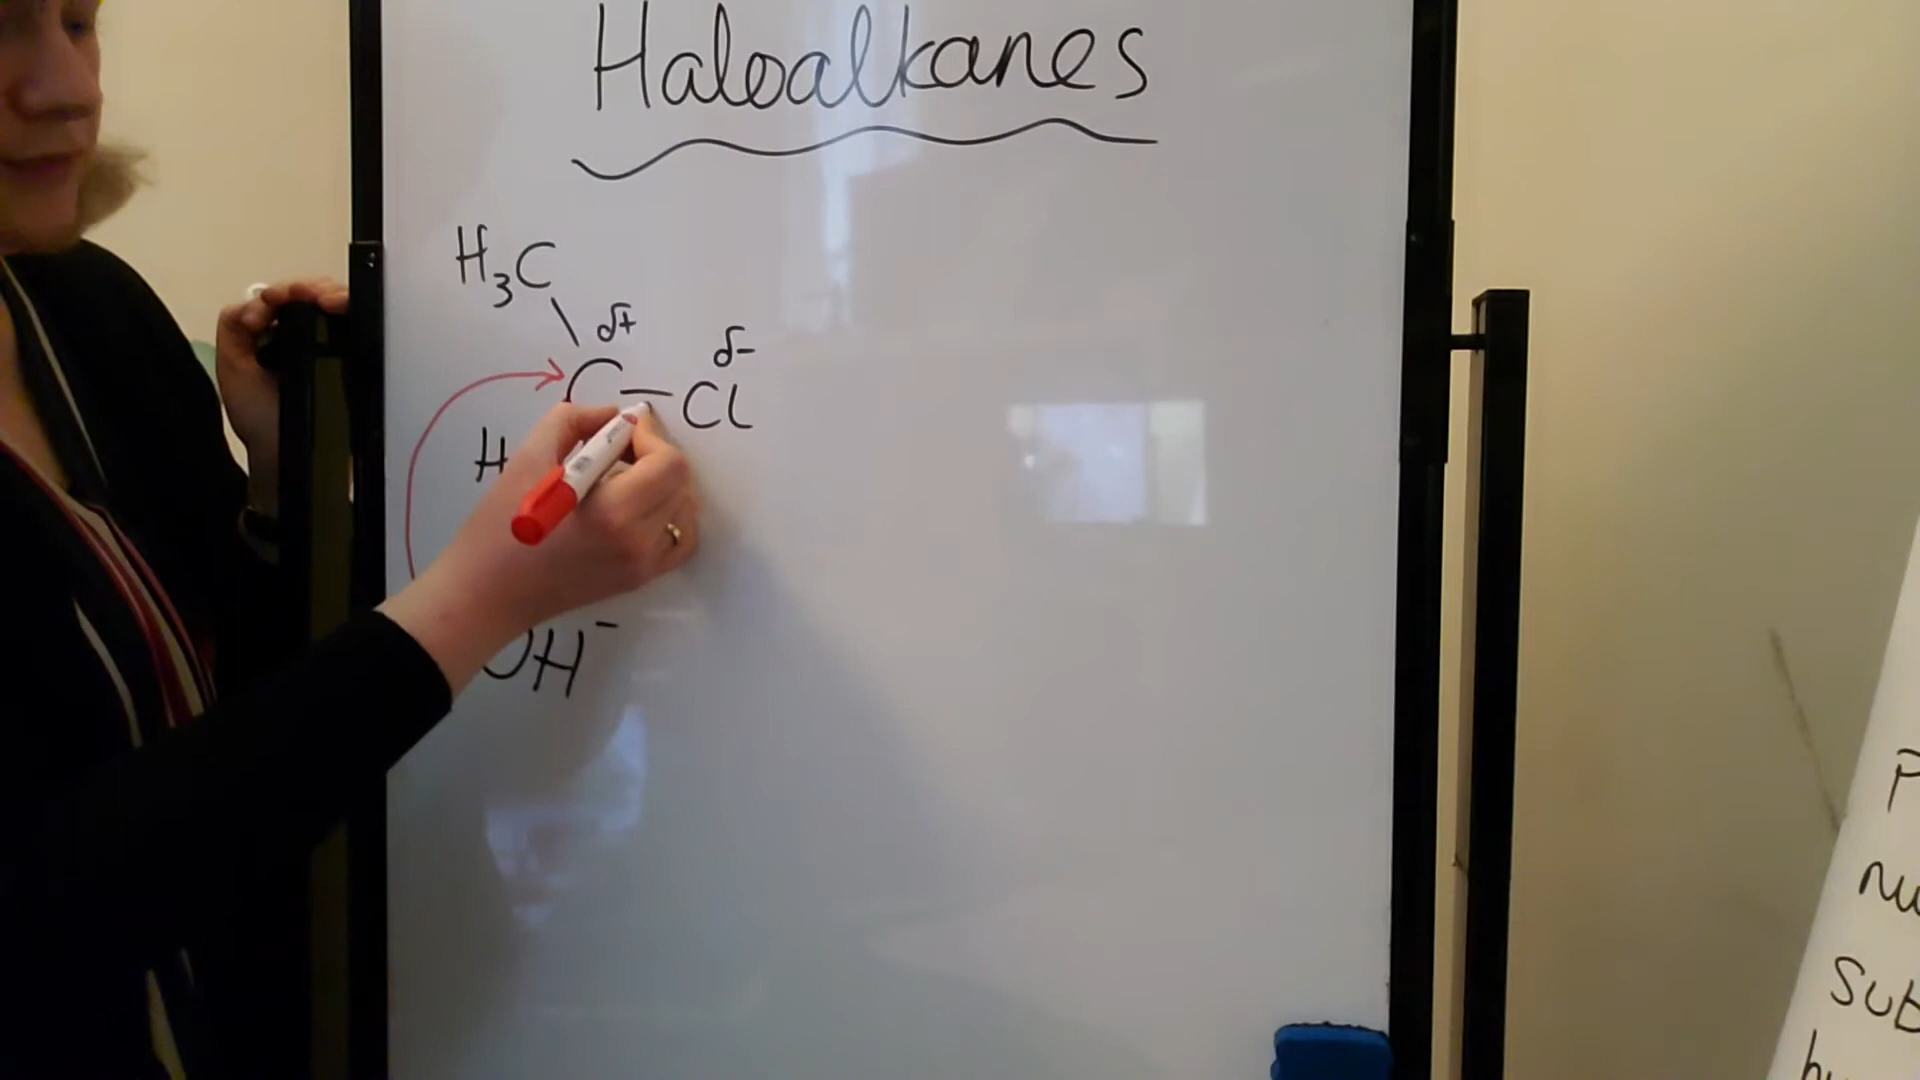 Haloalkanes
H₃C
δ+
δ-
C — Cl
H
OH⁻